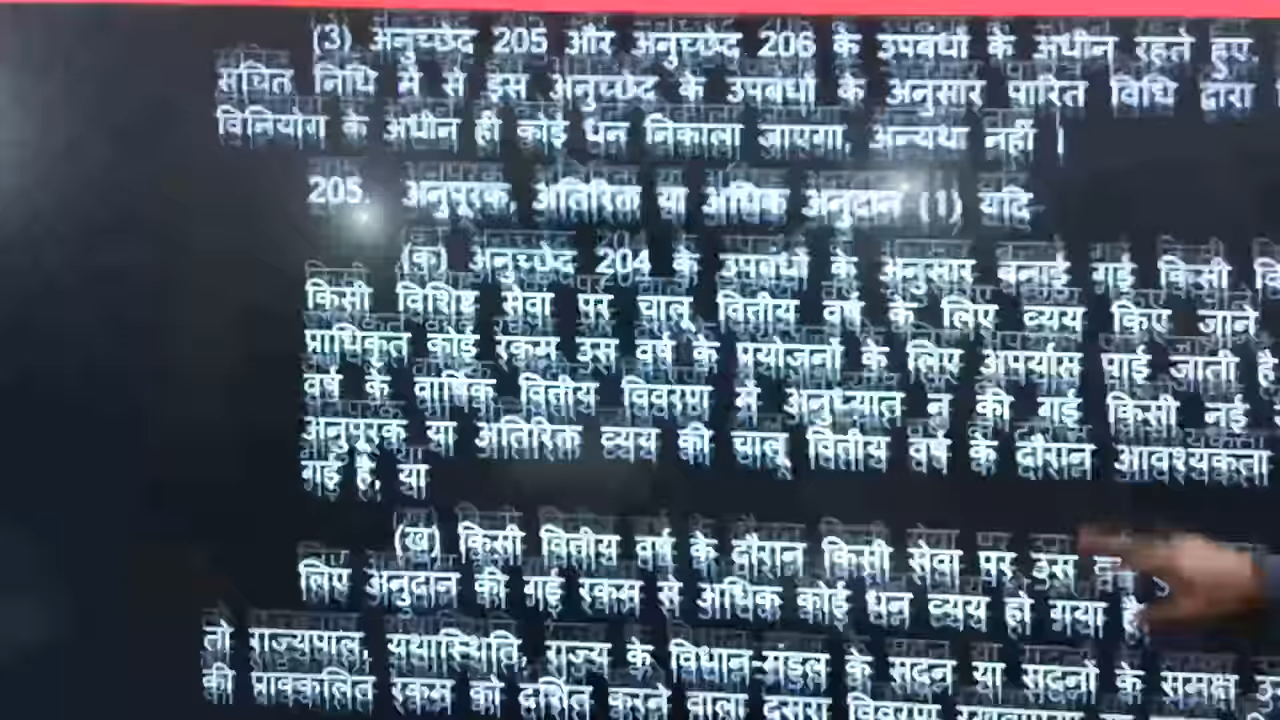 (3) अनुच्छेद 205 और अनुच्छेद 206 के उपबंधों के अधीन रहते हुए,
संचित निधि में से इस अनुच्छेद के उपबंधों के अनुसार पारित विधि द्वारा
विनियोग के अधीन ही कोई धन निकाला जाएगा, अन्यथा नहीं ।
205. अनुपूरक, अतिरिक्त या अधिक अनुदान (1) यदि
(क) अनुच्छेद 204 के उपबंधों के अनुसार बनाई गई किसी
किसी विशिष्ट सेवा पर चालू वित्तीय वर्ष के लिए व्यय किए जाने
प्राधिकृत कोई रकम उस वर्ष के प्रयोजनों के लिए अपर्याप्त पाई जाती है
वर्ष के वार्षिक वित्तीय विवरण में अनुध्यात न की गई किसी नई
अनुपूरक या अतिरिक्त व्यय की चालू वित्तीय वर्ष के दौरान आवश्यकता
गई है, या
(ख) किसी वित्तीय वर्ष के दौरान किसी सेवा पर उस
लिए अनुदान की गई रकम से अधिक कोई धन व्यय हो गया है,
तो राज्यपाल, यथास्थिति, राज्य के विधान-मंडल के सदन या सदनों के समक्ष
की प्राक्कलित रकम को दर्शित करने वाला दूसरा विवरण